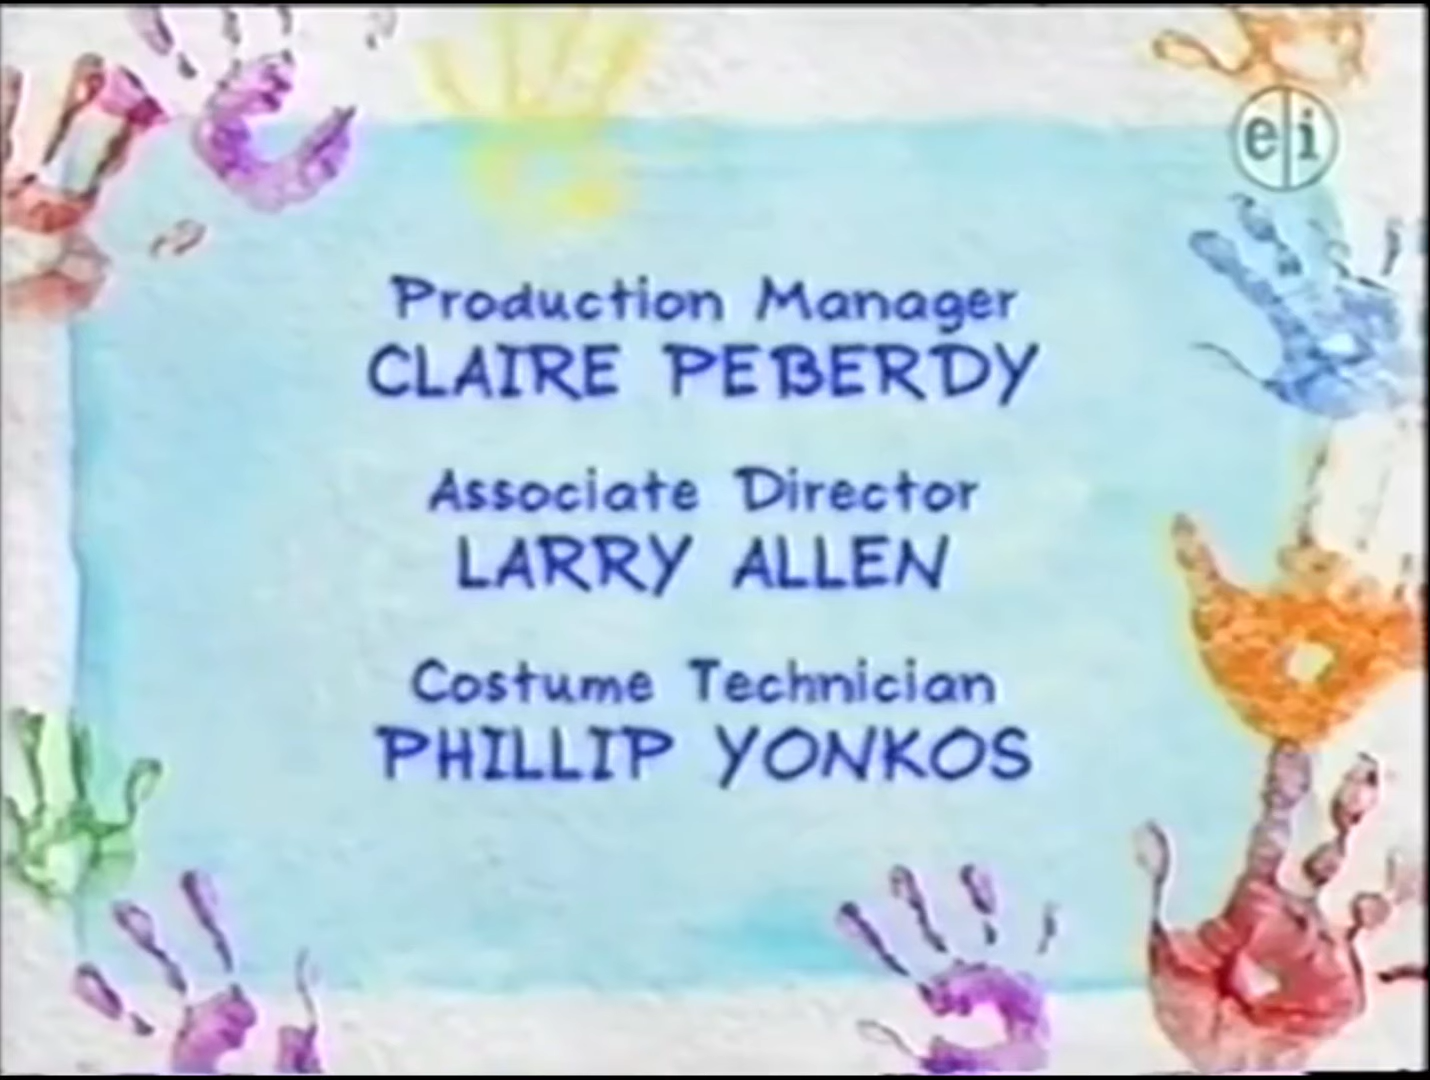 e|i
Production Manager
CLAIRE PEBERDY
Associate Director
LARRY ALLEN
Costume Technician
PHILLIP YONKOS